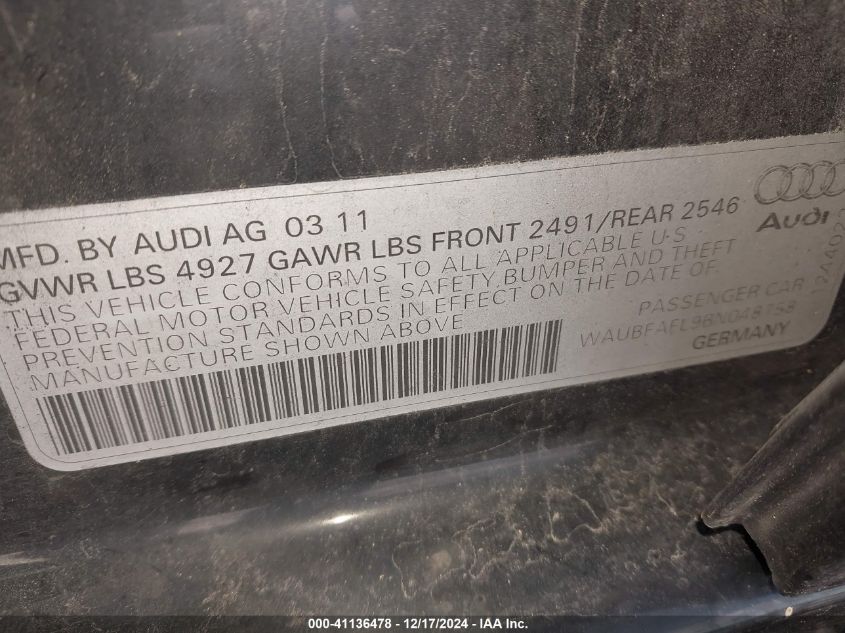 MFD. BY AUDI AG 03 11
GVWR LBS 4927 GAWR LBS FRONT 2491/REAR 2546
THIS VEHICLE CONFORMS TO ALL APPLICABLE U.S
FEDERAL MOTOR VEHICLE SAFETY, BUMPER AND THEFT
PREVENTION STANDARDS IN EFFECT ON THE DATE OF
MANUFACTURE SHOWN ABOVE
Audi
PASSENGER CAR
WAUBFAFL9BN048758
GERMANY
000-41136478 - 12/17/2024 - IAA Inc.